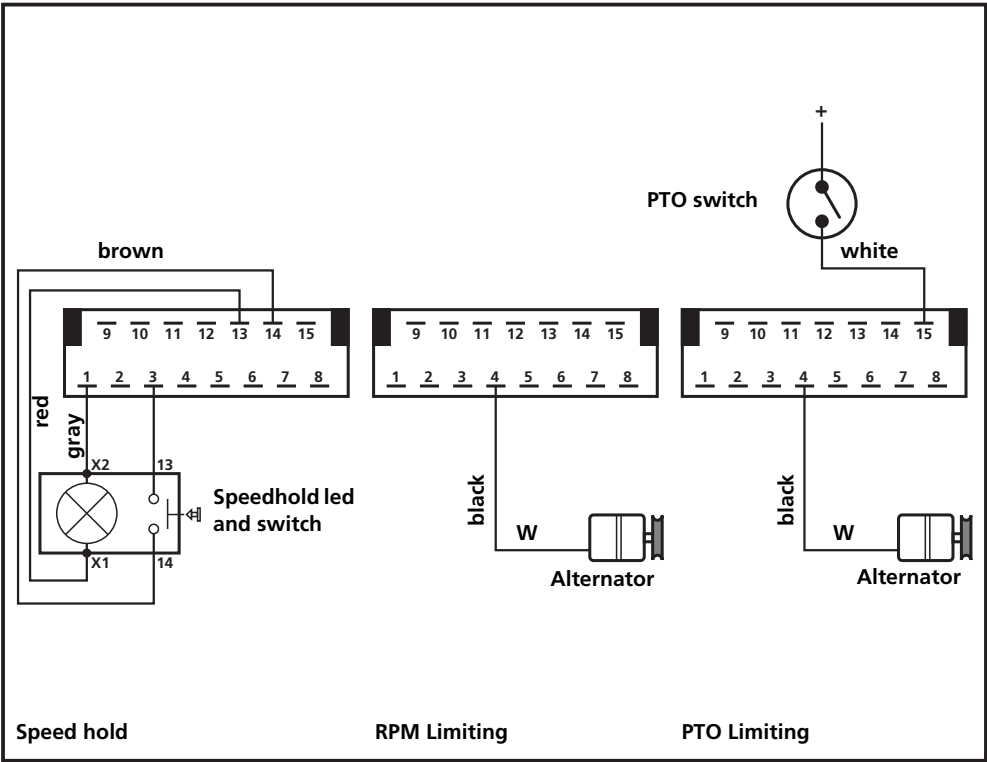 +
PTO switch
white
brown
9 10 11 12 13 14 15
1 2 3 4 5 6 7 8
red
gray
X2
13
X1
14
Speedhold led
and switch
9 10 11 12 13 14 15
1 2 3 4 5 6 7 8
black
W
Alternator
9 10 11 12 13 14 15
1 2 3 4 5 6 7 8
black
W
Alternator
Speed hold
RPM Limiting
PTO Limiting